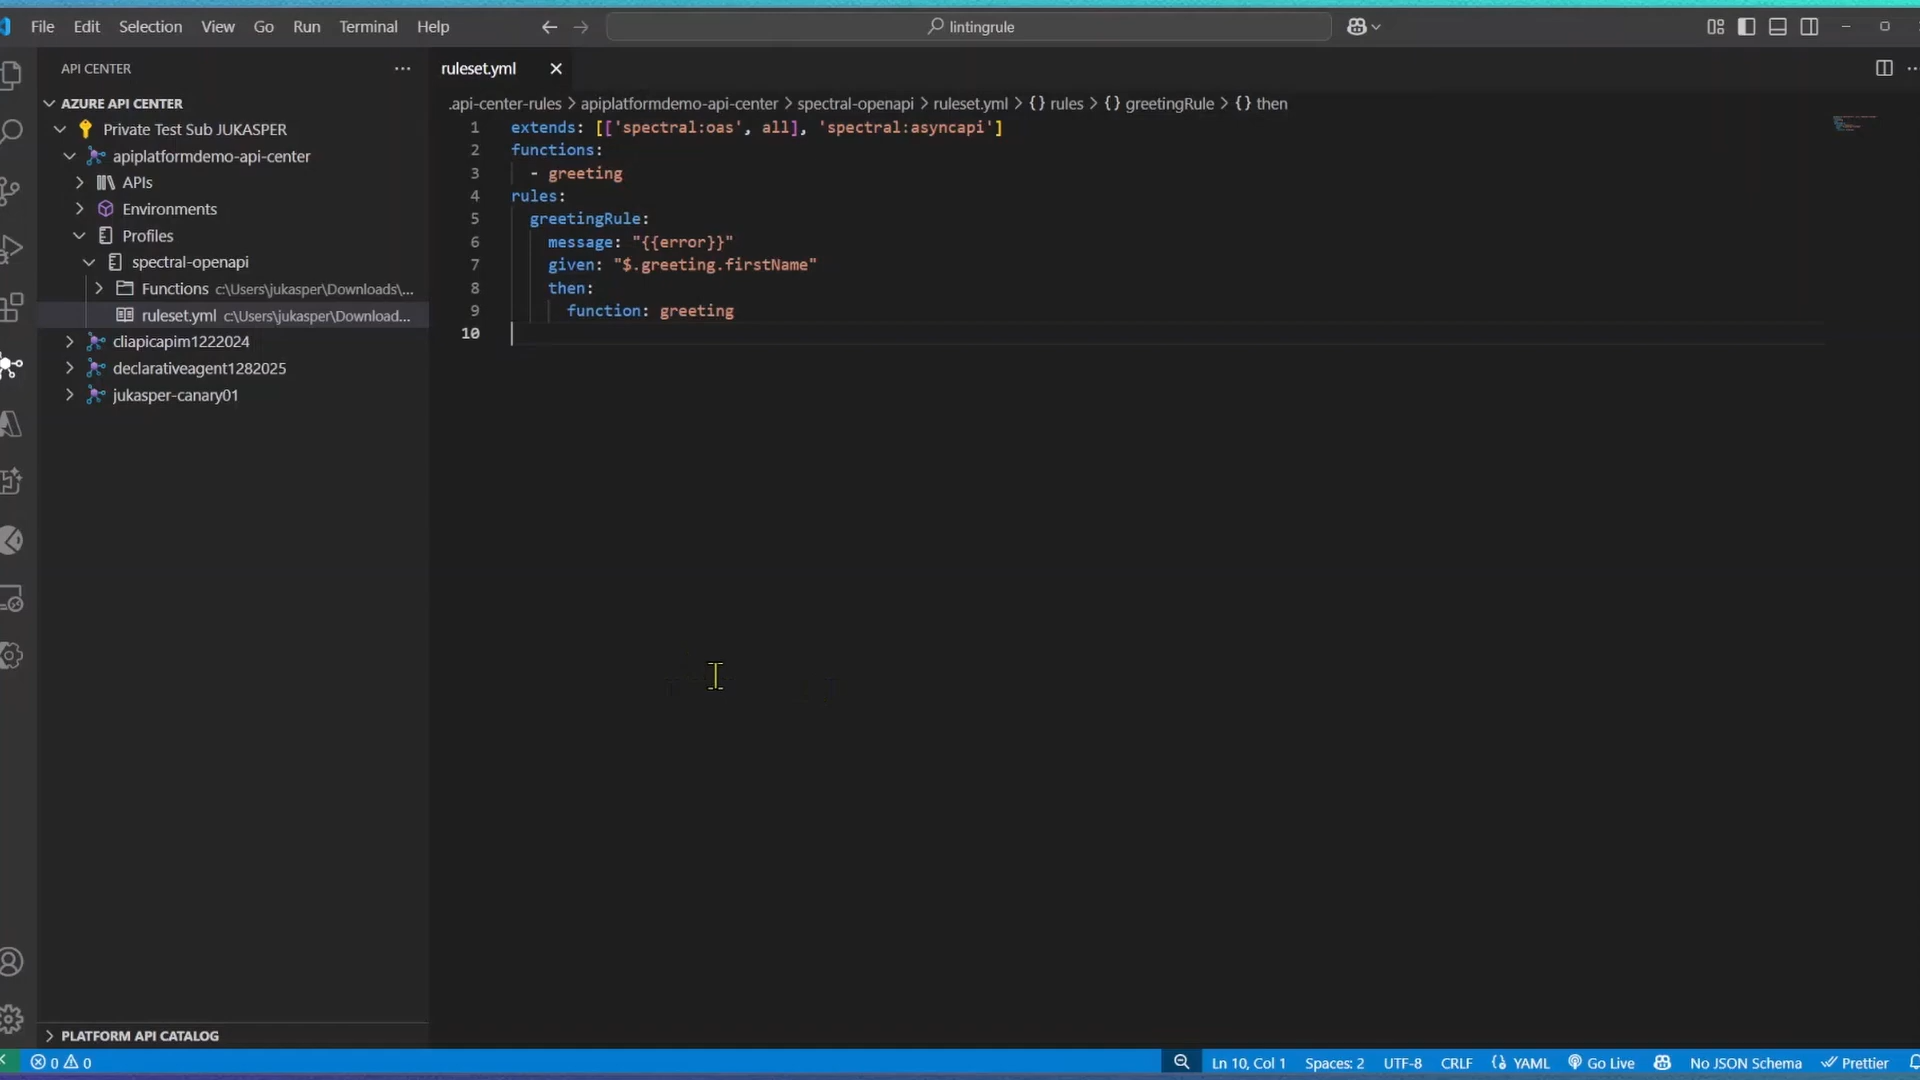 File Edit Selection View Go Run Terminal Help
lintingrule
API CENTER
ruleset.yml
AZURE API CENTER
Private Test Sub JUKASPER
apiplatformdemo-api-center
APIs
Environments
Profiles
spectral-openapi
Functions c:\Users\jukasper\Downloads\...
ruleset.yml c:\Users\jukasper\Download...
cliapicapim1222024
declarativeagent1282025
jukasper-canary01
PLATFORM API CATALOG
.api-center-rules > apiplatformdemo-api-center > spectral-openapi > ruleset.yml > {} rules > {} greetingRule > {} then
1 extends: [['spectral:oas', all], 'spectral:asyncapi']
2 functions:
3 - greeting
4 rules:
5 greetingRule:
6 message: "{{error}}"
7 given: "$.greeting.firstName"
8 then:
9 function: greeting
10
0 0 Ln 10, Col 1 Spaces: 2 UTF-8 CRLF {} YAML Go Live No JSON Schema Prettier